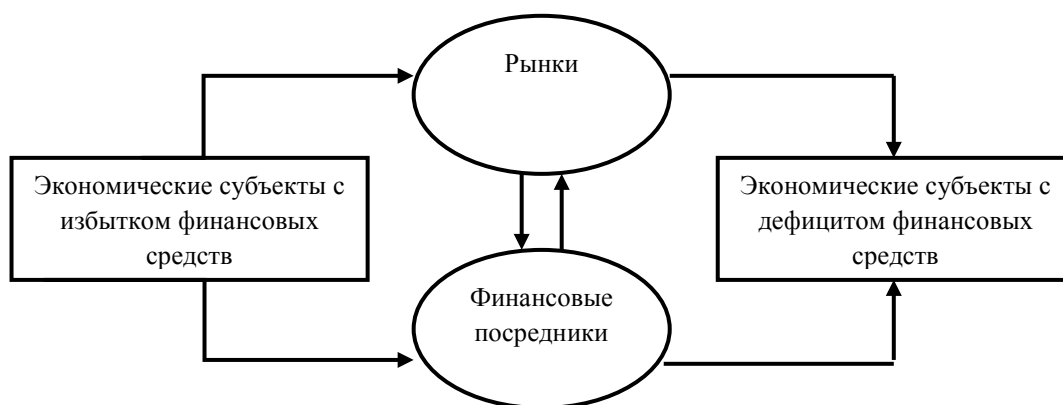 Рынки
Экономические субъекты с
избытком финансовых
средств
Экономические субъекты с
дефицитом финансовых
средств
Финансовые
посредники